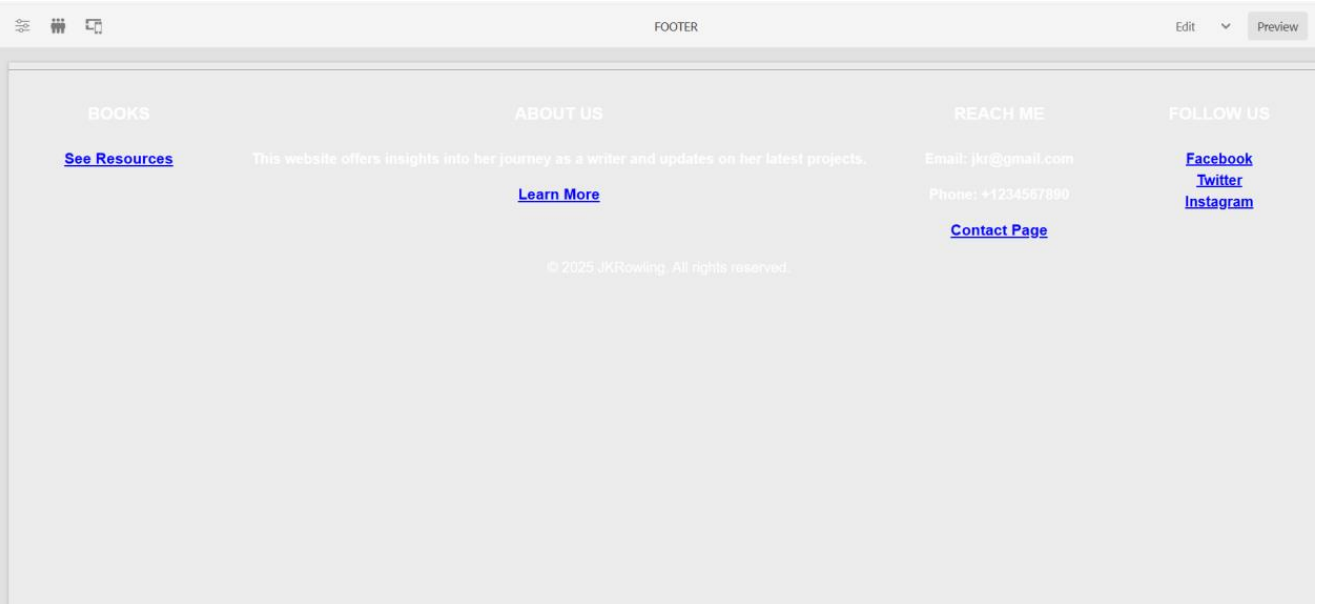 FOOTER
Edit
Preview
BOOKS
See Resources
ABOUT US
This website offers insights into her journey as a writer and updates on her latest projects.
Learn More
REACH ME
Email: jkr@gmail.com
Phone: +1234567890
Contact Page
FOLLOW US
Facebook
Twitter
Instagram
© 2025 JKRowling. All rights reserved.